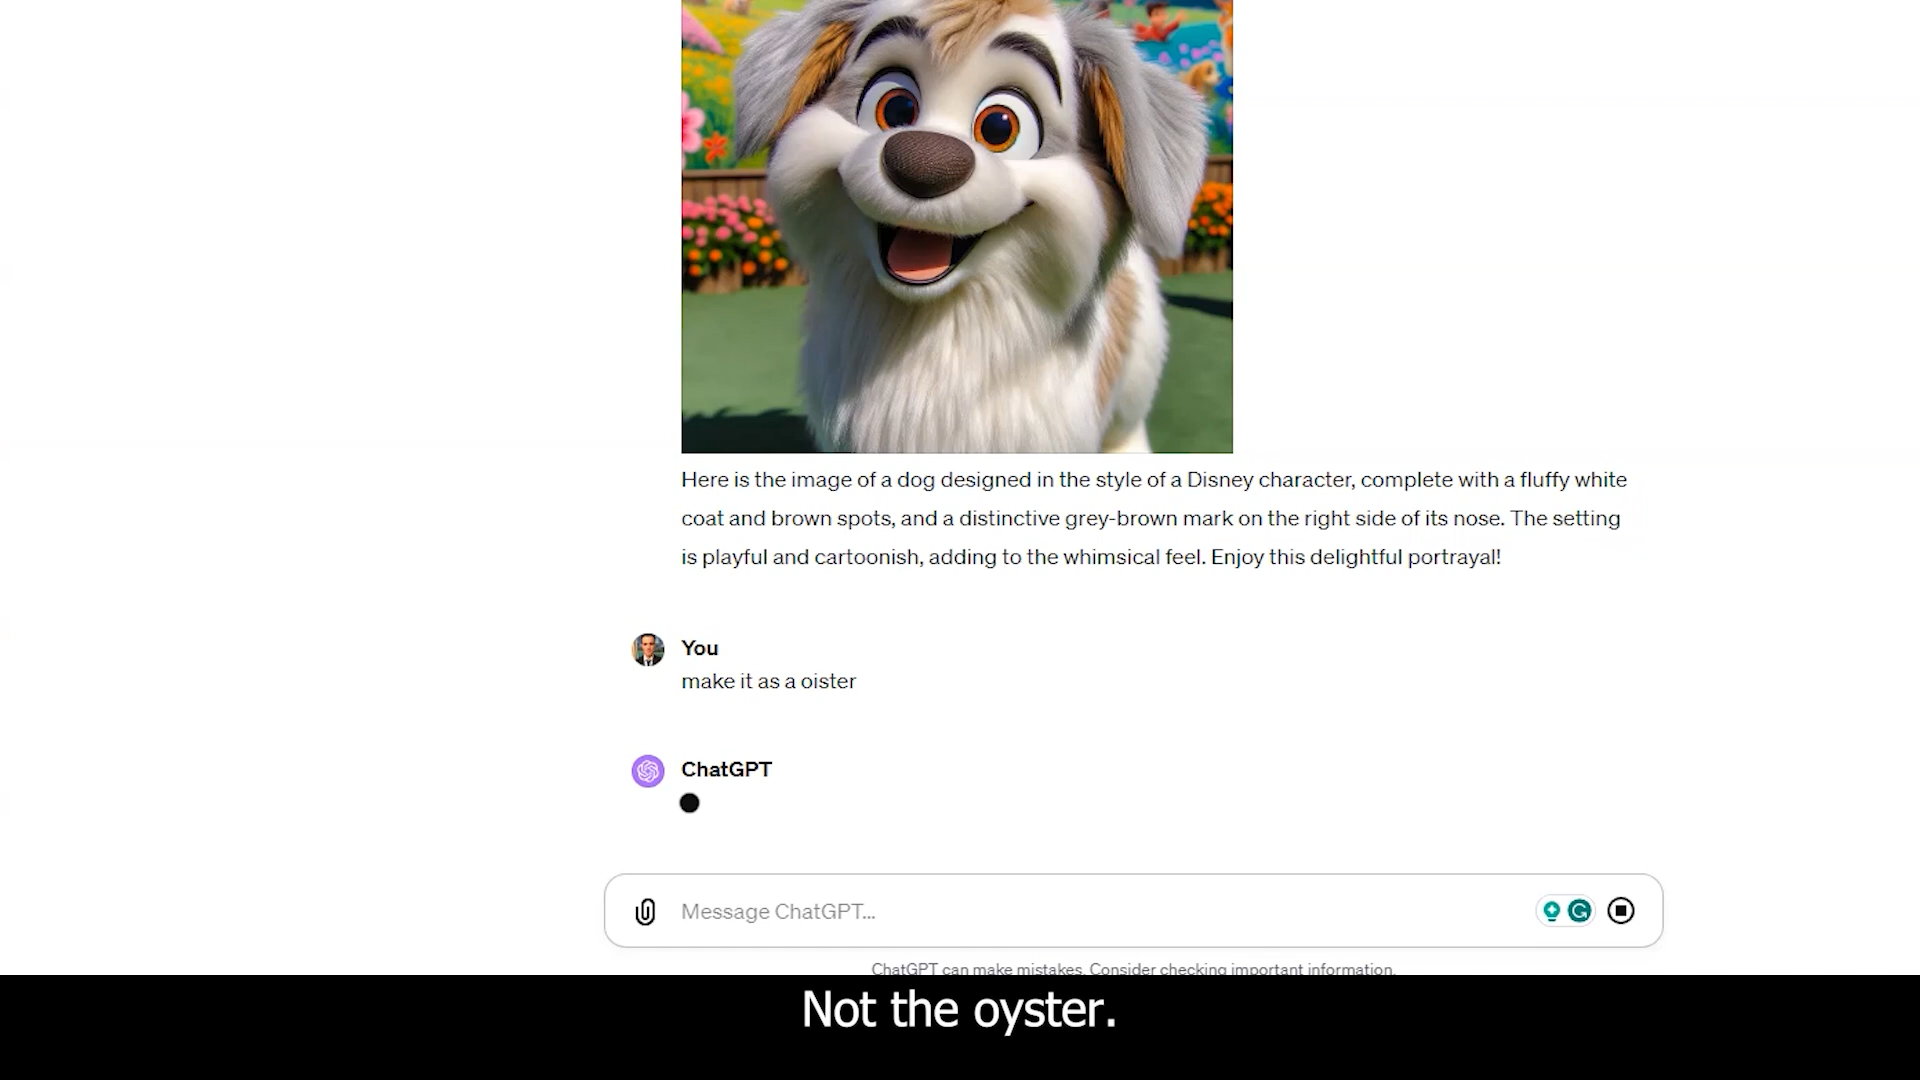 Here is the image of a dog designed in the style of a Disney character, complete with a fluffy white
coat and brown spots, and a distinctive grey-brown mark on the right side of its nose. The setting
is playful and cartoonish, adding to the whimsical feel. Enjoy this delightful portrayal!
You
make it as a oister
ChatGPT
Message ChatGPT...
ChatGPT can make mistakes. Consider checking important information.
Not the oyster.